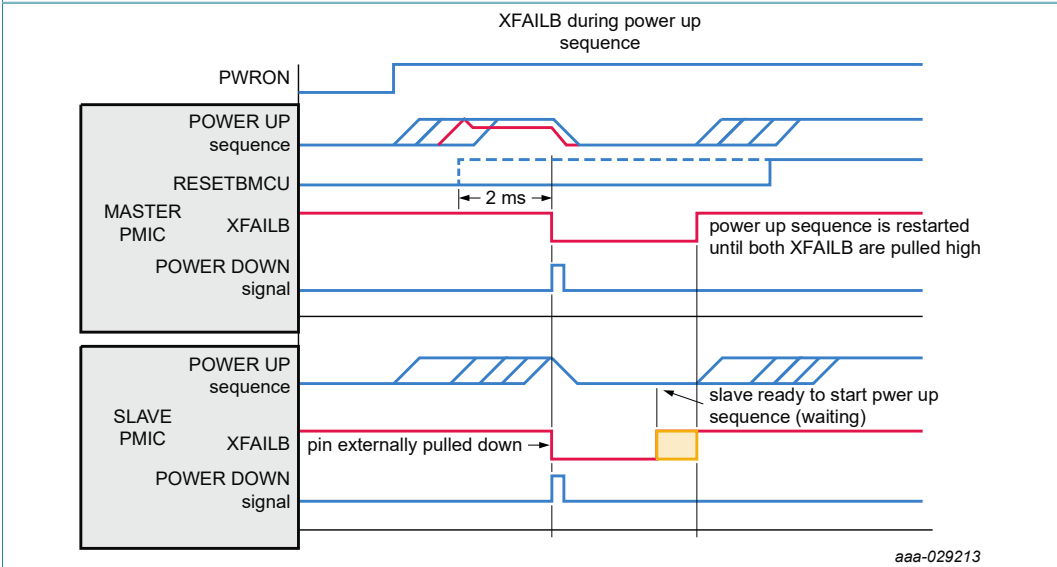 XFAILB during power up
sequence
PWRON
POWER UP
sequence
RESETBMCU
2 ms
MASTER
PMIC
XFAILB
power up sequence is restarted
until both XFAILB are pulled high
POWER DOWN
signal
POWER UP
sequence
slave ready to start pwer up
sequence (waiting)
SLAVE
PMIC
XFAILB
pin externally pulled down
POWER DOWN
signal
aaa-029213